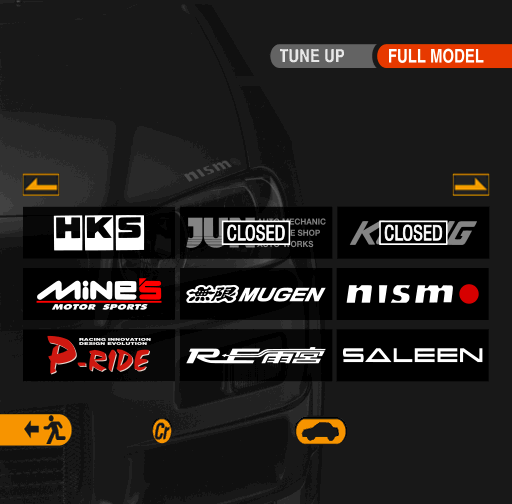 TUNE UP
FULL MODEL
nismo
HKS
JUN
AUTO MECHANIC
CLOSED
SHOP
WORKS
CLOSED
MINE'S
MOTOR SPORTS
無限 MUGEN
nismo
RACING INNOVATION
DESIGN EVOLUTION
P-RIDE
RE雨宮
SALEEN
Cr